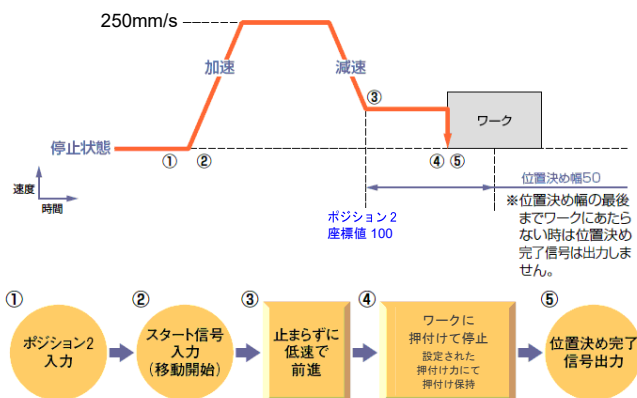 250mm/s
加速
減速
③
ワーク
停止状態
①
②
④
⑤
速度
時間
位置決め幅50
ポジション2
座標値 100
※位置決め幅の最後
までワークにあたら
ない時は位置決め
完了信号は出力しま
せん。
①
ポジション2
入力
②
スタート信号
入力
(移動開始)
③
止まらずに
低速で
前進
④
ワークに
押付けて停止
設定された
押付け力にて
押付け保持
⑤
位置決め完了
信号出力